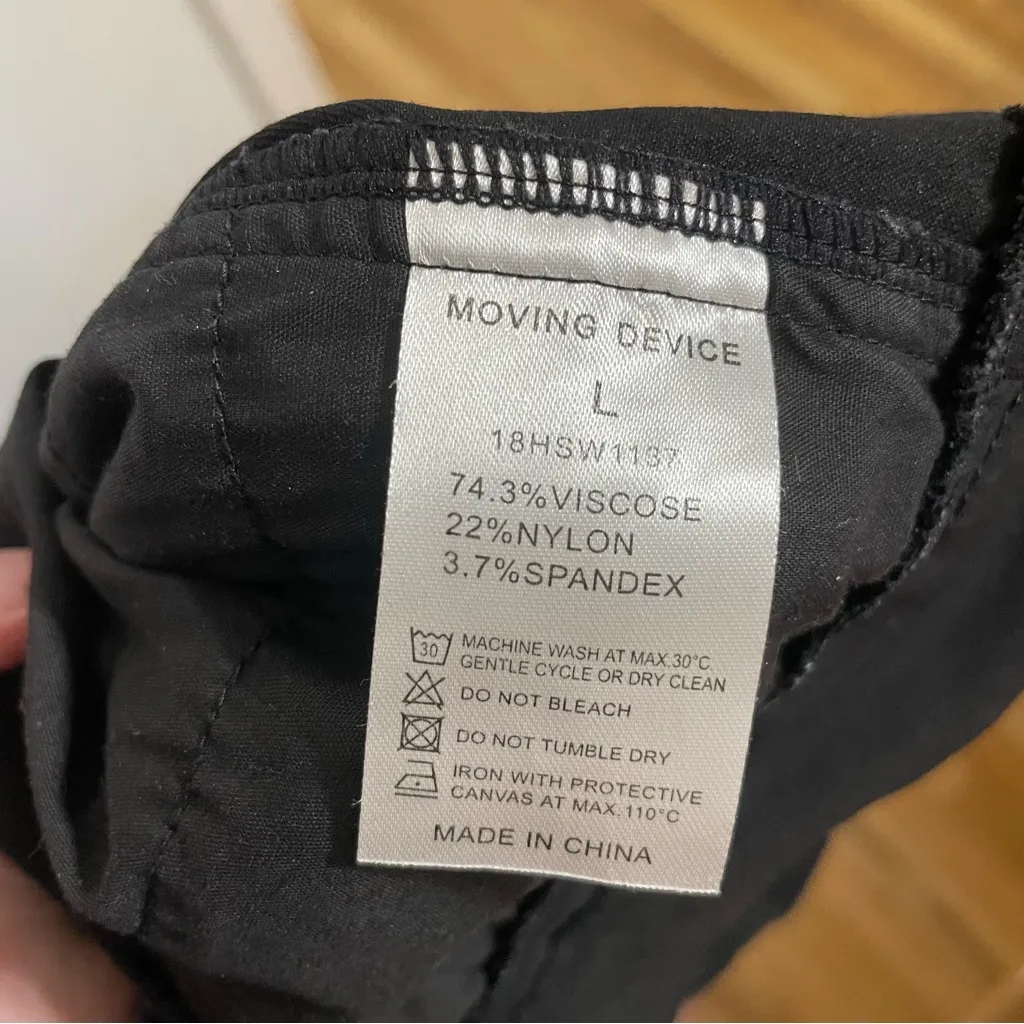 MOVING DEVICE
L
18HSW1137
74.3%VISCOSE
22%NYLON
3.7%SPANDEX
30
MACHINE WASH AT MAX.30°C
GENTLE CYCLE OR DRY CLEAN
DO NOT BLEACH
DO NOT TUMBLE DRY
IRON WITH PROTECTIVE
CANVAS AT MAX.110°C
MADE IN CHINA